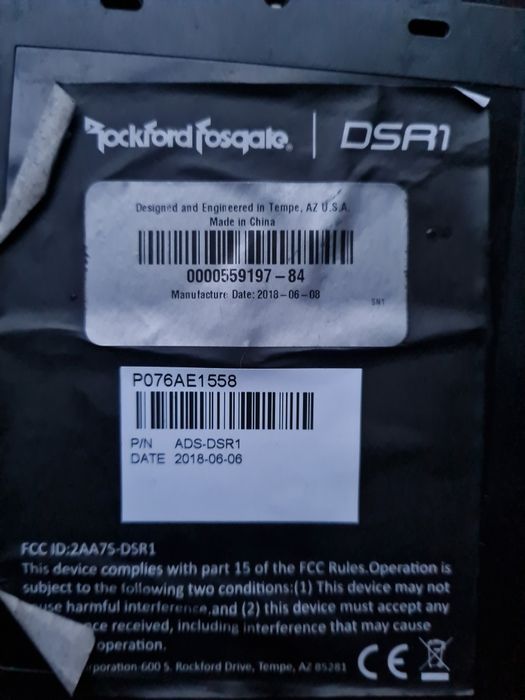 Rockford Fosgate® | DSR1
Designed and Engineered in Tempe, AZ U.S.A.
Made in China
0000559197-84
Manufacture Date: 2018-06-08
SN1
P076AE1558
P/N ADS-DSR1
DATE 2018-06-06
FCC ID:2AA7S-DSR1
This device complies with part 15 of the FCC Rules.Operation is
subject to the following two conditions:(1) This device may not
use harmful interference,and (2) this device must accept any
nce received, including interference that may cause
operation.
poration 600 S. Rockford Drive, Tempe, AZ 85281 CE